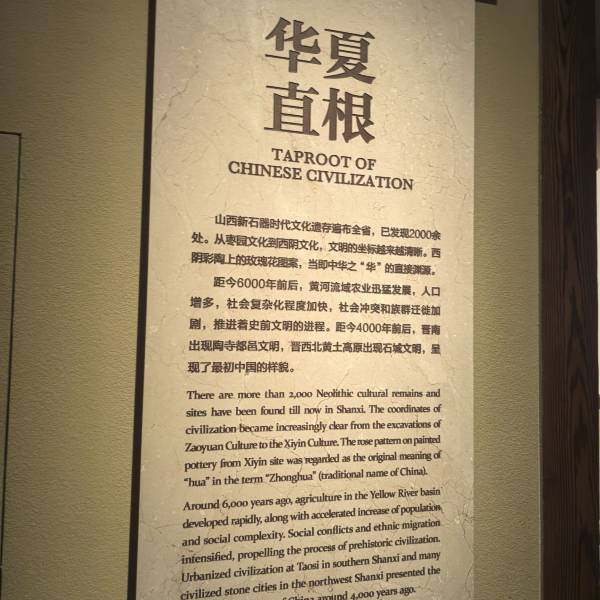 华夏
直根
TAPROOT OF
CHINESE CIVILIZATION
山西新石器时代文化遗存遍布全省，已发现2000余
处。从枣园文化到西阴文化，文明的坐标越来越清晰。西
阴彩陶上的玫瑰花图案，当即中华之“华”的直接渊源。
距今6000年前后，黄河流域农业迅猛发展，人口
增多，社会复杂化程度加快，社会冲突和族群迁徙加
剧，推进着史前文明的进程。距今4000年前后，晋南
出现陶寺都邑文明，晋西北黄土高原出现石城文明，呈
现了最初中国的样貌。
There are more than 2,000 Neolithic cultural remains and
sites have been found till now in Shanxi. The coordinates of
civilization became increasingly clear from the excavations of
Zaoyuan Culture to the Xiyin Culture. The rose pattern on painted
pottery from Xiyin site was regarded as the original meaning of
“hua” in the term “Zhonghua” (traditional name of China).
Around 6,000 years ago, agriculture in the Yellow River basin
developed rapidly, along with accelerated increase of population
and social complexity. Social conflicts and ethnic migration
intensified, propelling the process of prehistoric civilization.
Urbanized civilization at Taosi in southern Shanxi and many
civilized stone cities in the northwest Shanxi presented the
of China around 4,000 years ago.